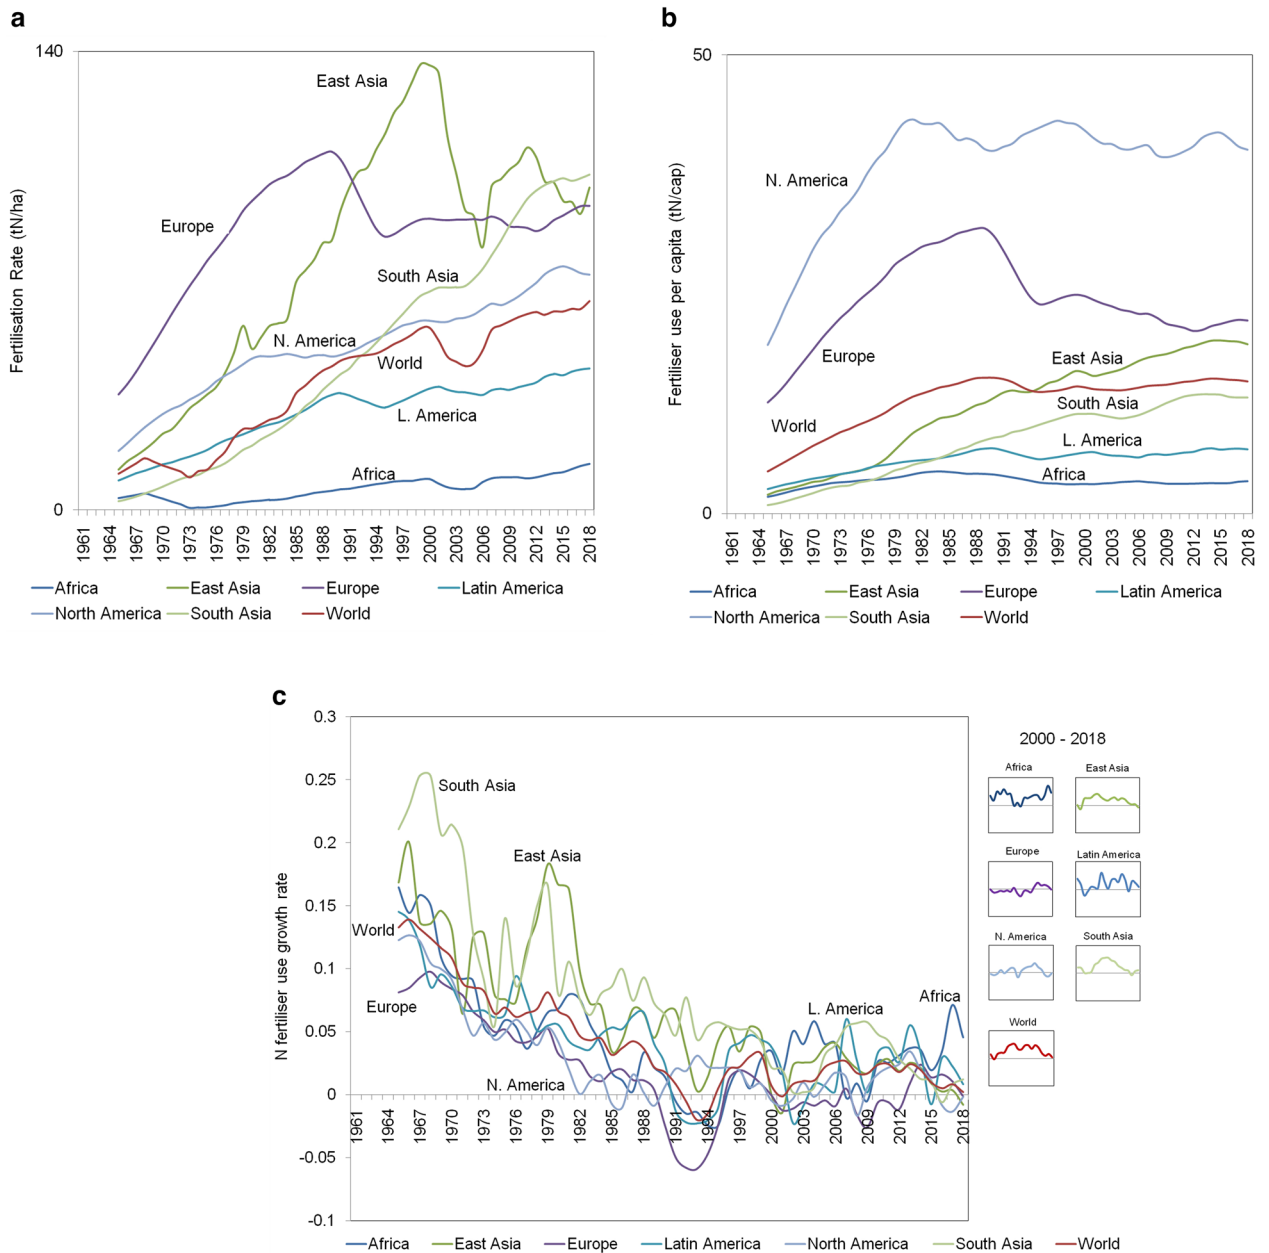 a
140
0
Fertilisation Rate (tN/ha)
East Asia
Europe
South Asia
N. America
World
L. America
Africa
1961 1964 1967 1970 1973 1976 1979 1982 1985 1988 1991 1994 1997 2000 2003 2006 2009 2012 2015 2018
Africa East Asia Europe Latin America
North America South Asia World
b
50
0
Fertiliser use per capita (tN/cap)
N. America
Europe
East Asia
World
South Asia
L. America
Africa
1961 1964 1967 1970 1973 1976 1979 1982 1985 1988 1991 1994 1997 2000 2003 2006 2009 2012 2015 2018
Africa East Asia Europe Latin America
North America South Asia World
c
0.3
0.25
0.2
0.15
0.1
0.05
0
-0.05
-0.1
N fertiliser use growth rate
South Asia
East Asia
World
Europe
N. America
L. America
Africa
1961 1964 1967 1970 1973 1976 1979 1982 1985 1988 1991 1994 1997 2000 2003 2006 2009 2012 2015 2018
2000 - 2018
Africa East Asia
Europe Latin America
N. America South Asia
World
Africa East Asia Europe Latin America North America South Asia World